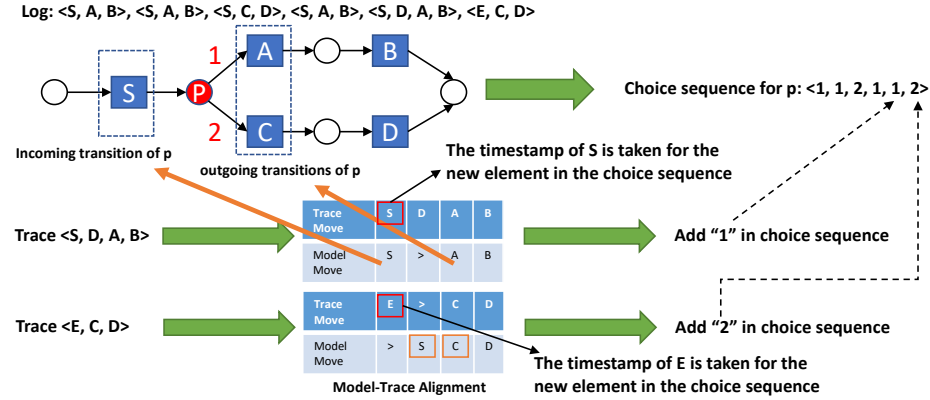 Log: <S, A, B>, <S, A, B>, <S, C, D>, <S, A, B>, <S, D, A, B>, <E, C, D>
1
A
B
S
P
Choice sequence for p: <1, 1, 2, 1, 1, 2>
2
C
D
Incoming transition of p
outgoing transitions of p
The timestamp of S is taken for the
new element in the choice sequence
Trace <S, D, A, B>
Trace Move S D A B
Model Move S > A B
Add “1” in choice sequence
Trace <E, C, D>
Trace Move E > C D
Model Move > S C D
Add “2” in choice sequence
The timestamp of E is taken for the
new element in the choice sequence
Model-Trace Alignment